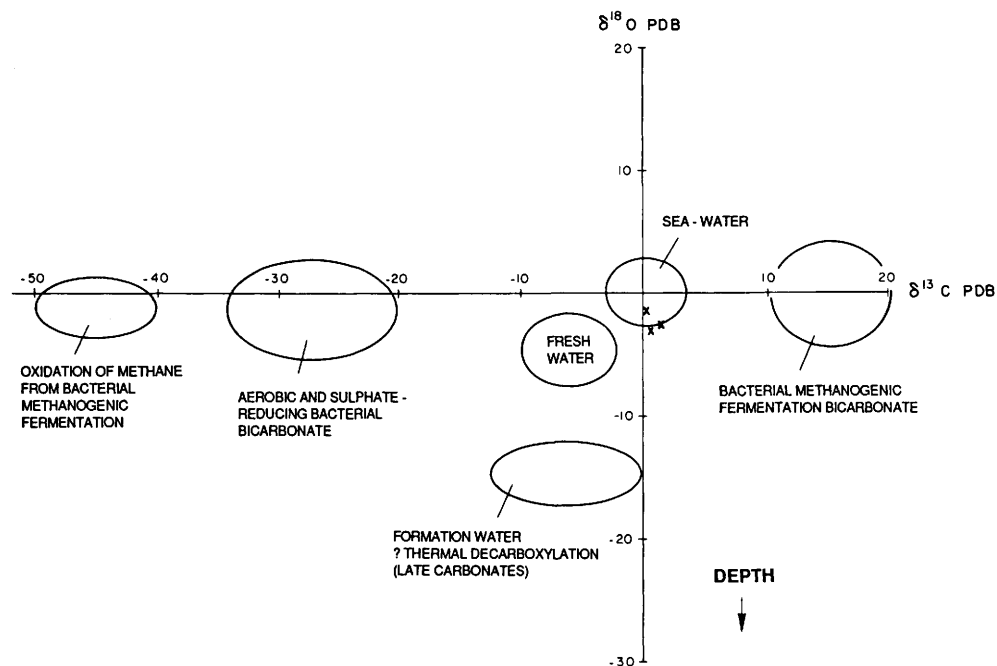 δ18O PDB
20
10
SEA - WATER
-50
-40
-30
-20
-10
10
20
δ13 C PDB
FRESH
WATER
OXIDATION OF METHANE
FROM BACTERIAL
METHANOGENIC
FERMENTATION
AEROBIC AND SULPHATE -
REDUCING BACTERIAL
BICARBONATE
BACTERIAL METHANOGENIC
FERMENTATION BICARBONATE
-10
FORMATION WATER
? THERMAL DECARBOXYLATION
(LATE CARBONATES)
-20
DEPTH
-30